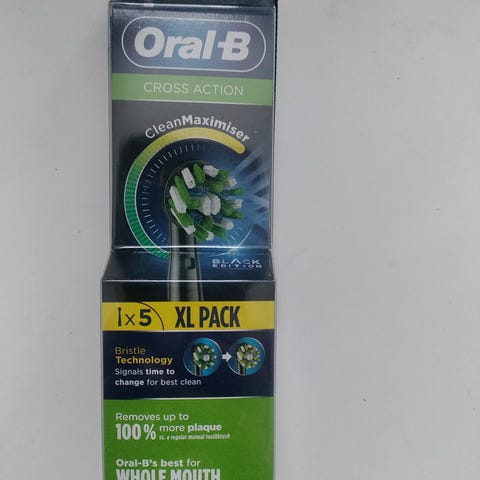 Oral-B
CROSS ACTION
CleanMaximiser
BLACK
EDITION
x5 XL PACK
Bristle
Technology
Signals time to
change for best clean
Removes up to
100% more plaque
vs. a regular manual toothbrush
Oral-B's best for
WHOLE MOUTH